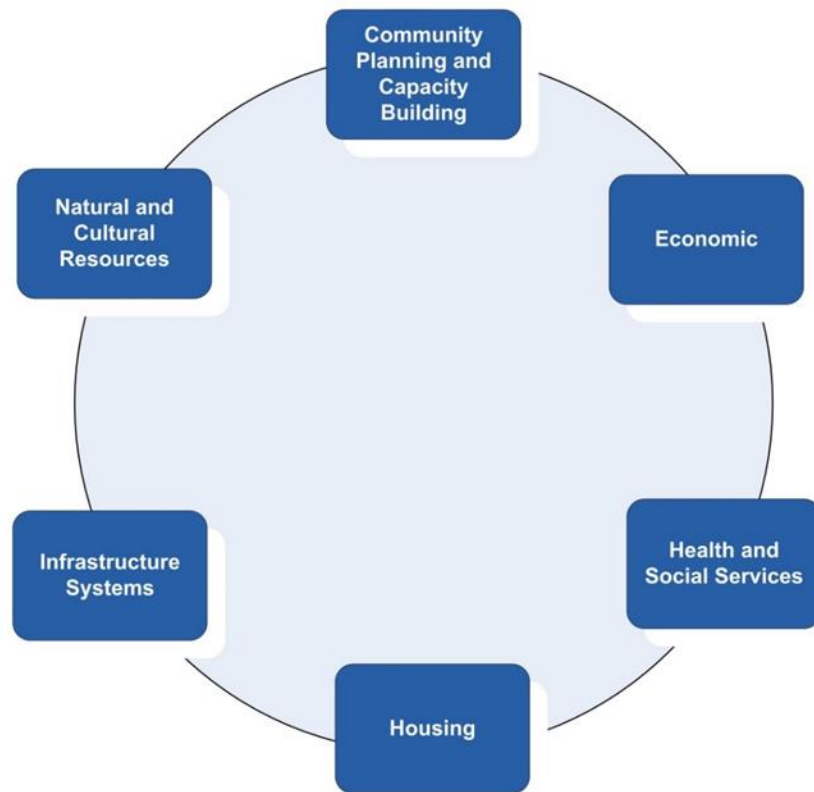 Community
Planning and
Capacity
Building
Economic
Health and
Social Services
Housing
Infrastructure
Systems
Natural and
Cultural
Resources